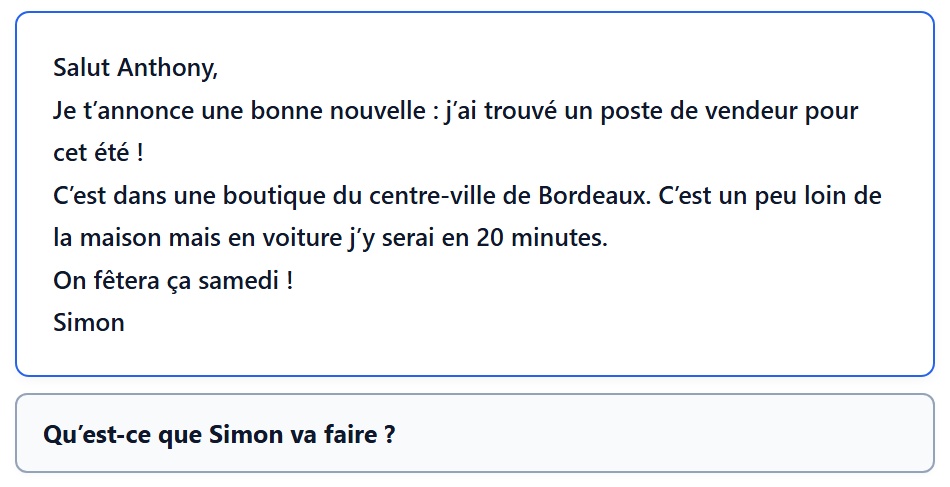 Salut Anthony,
Je t’annonce une bonne nouvelle : j’ai trouvé un poste de vendeur pour
cet été !
C’est dans une boutique du centre-ville de Bordeaux. C’est un peu loin de
la maison mais en voiture j’y serai en 20 minutes.
On fêtera ça samedi !
Simon
Qu’est-ce que Simon va faire ?